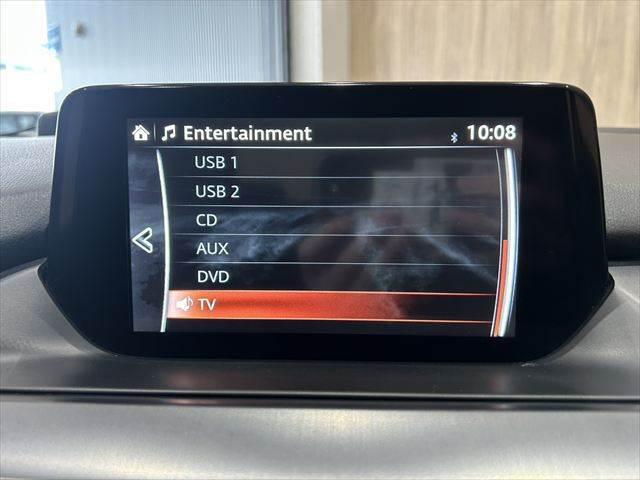 Entertainment 10:08
USB 1
USB 2
CD
AUX
DVD
TV